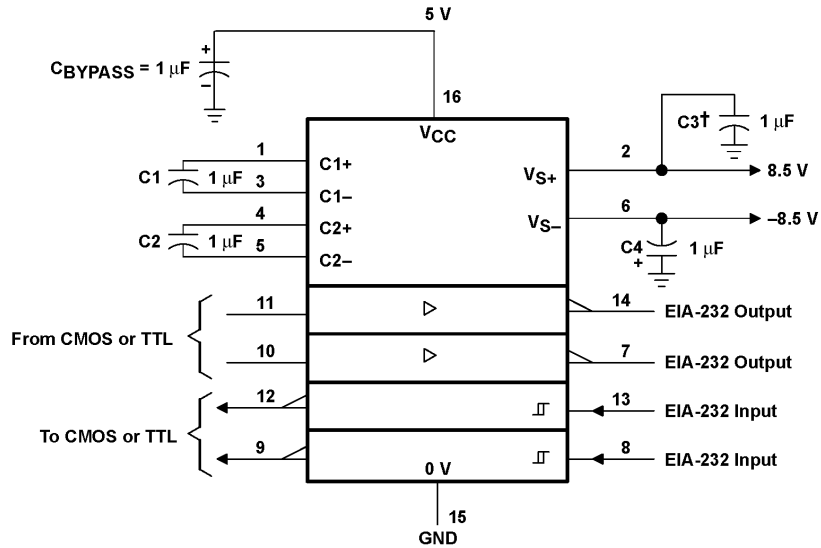 5 V
C_BYPASS = 1 μF
+
–
16
VCC
C3† 1 μF
1
C1+
2
VS+
8.5 V
C1 1 μF
3
C1–
4
C2+
6
VS–
–8.5 V
C2 1 μF
5
C2–
C4 1 μF
+
11
14
EIA-232 Output
From CMOS or TTL
10
7
EIA-232 Output
12
13
EIA-232 Input
To CMOS or TTL
9
8
EIA-232 Input
0 V
15
GND